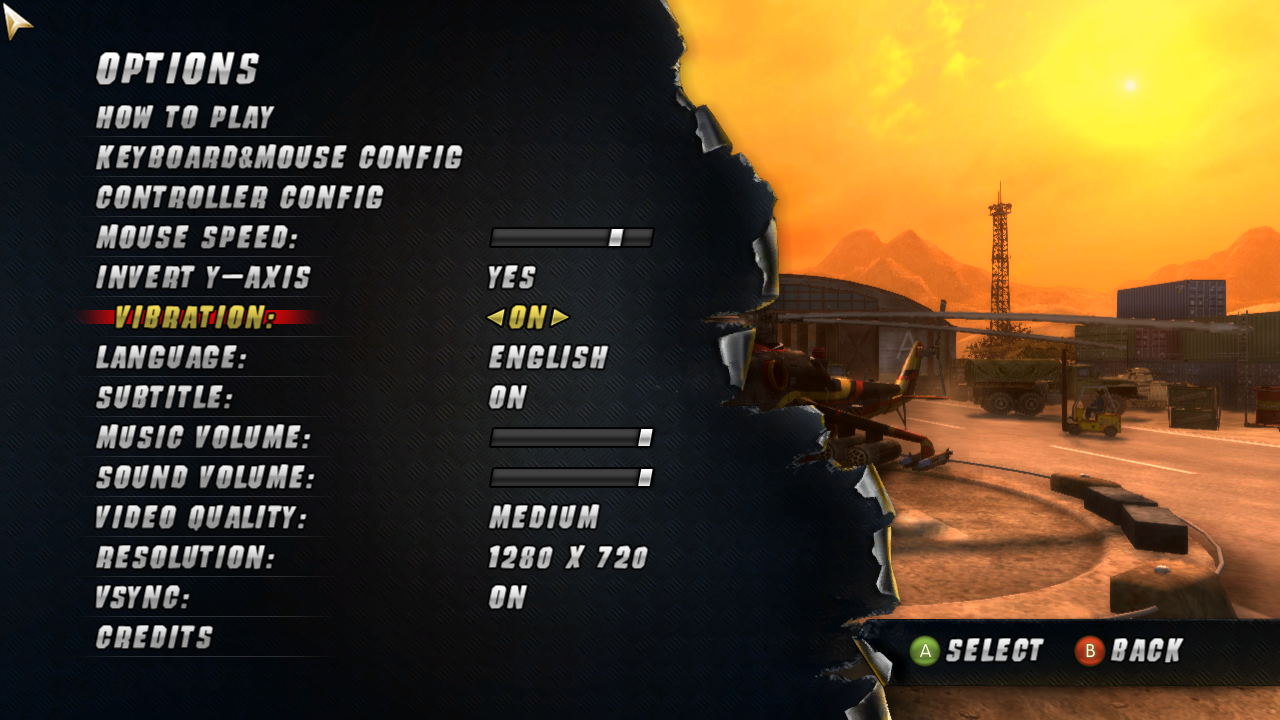 OPTIONS
HOW TO PLAY
KEYBOARD&MOUSE CONFIG
CONTROLLER CONFIG
MOUSE SPEED:
INVERT Y-AXIS YES
VIBRATION: ON
LANGUAGE: ENGLISH
SUBTITLE: ON
MUSIC VOLUME:
SOUND VOLUME:
VIDEO QUALITY: MEDIUM
RESOLUTION: 1280 X 720
VSYNC: ON
CREDITS
A SELECT B BACK